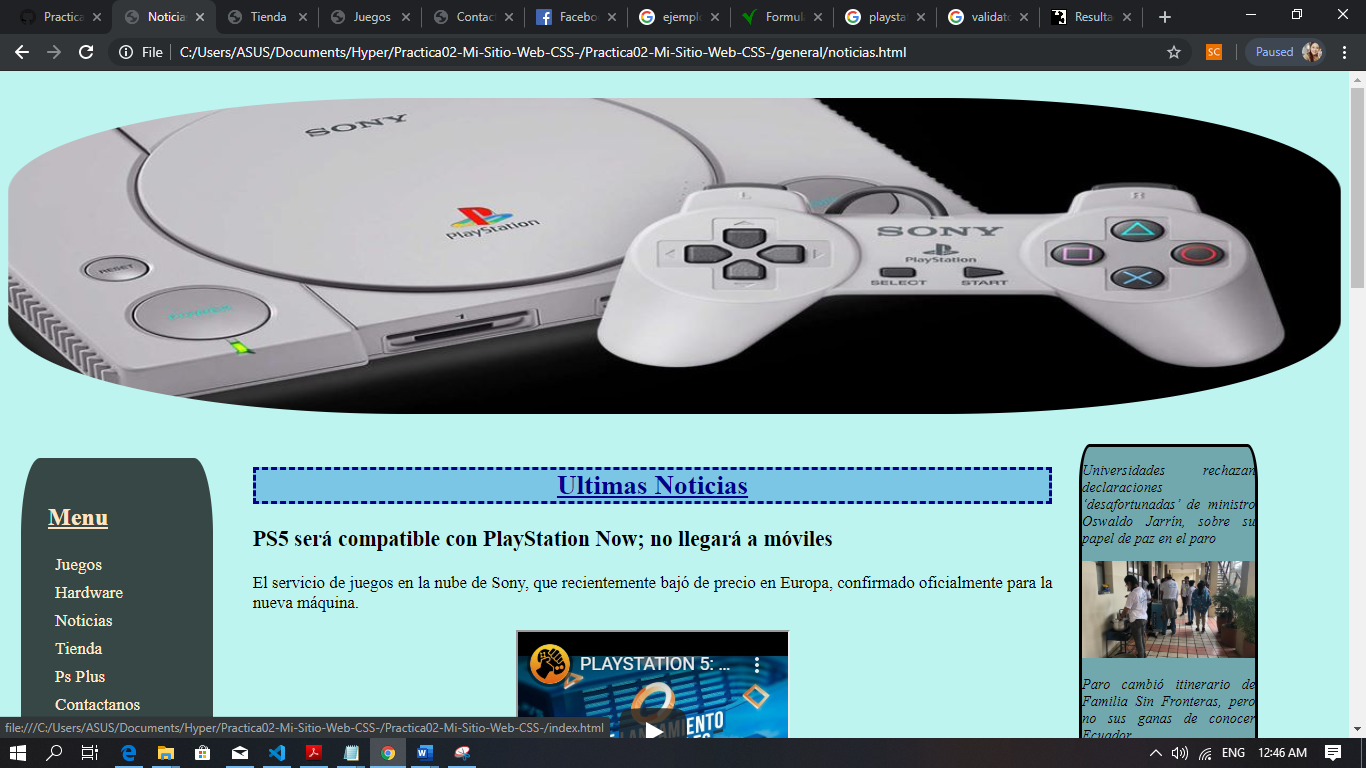 Practica
Noticia
Tienda
Juegos
Contac
Faceboo
ejemplo
Formul
playsta
validato
Resulta
File
C:/Users/ASUS/Documents/Hyper/Practica02-Mi-Sitio-Web-CSS-/Practica02-Mi-Sitio-Web-CSS-/general/noticias.html
SC
Paused
SONY
PlayStation
RESET
POWER
L
R
SONY
PlayStation
SELECT
START
Menu
Juegos
Hardware
Noticias
Tienda
Ps Plus
Contactanos
Ultimas Noticias
PS5 será compatible con PlayStation Now; no llegará a móviles
El servicio de juegos en la nube de Sony, que recientemente bajó de precio en Europa, confirmado oficialmente para la
nueva máquina.
PLAYSTATION 5: ...
Universidades rechazan
declaraciones
‘desafortunadas’ de ministro
Oswaldo Jarrín, sobre su
papel de paz en el paro
Paro cambió itinerario de
Familia Sin Fronteras, pero
no sus ganas de conocer
Ecuador
file:///C:/Users/ASUS/Documents/Hyper/Practica02-Mi-Sitio-Web-CSS-/Practica02-Mi-Sitio-Web-CSS-/index.html
ENG
12:46 AM